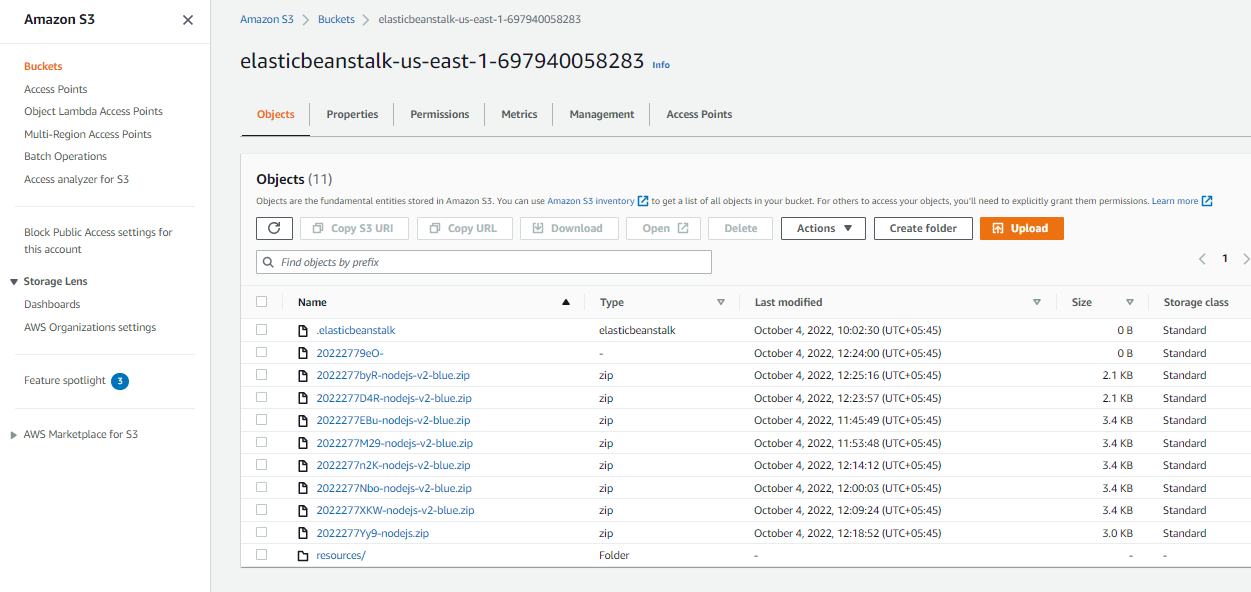 Amazon S3
Buckets
Access Points
Object Lambda Access Points
Multi-Region Access Points
Batch Operations
Access analyzer for S3
Block Public Access settings for
this account
Storage Lens
Dashboards
AWS Organizations settings
Feature spotlight 3
AWS Marketplace for S3
Amazon S3 > Buckets > elasticbeanstalk-us-east-1-697940058283
elasticbeanstalk-us-east-1-697940058283 Info
Objects Properties Permissions Metrics Management Access Points
Objects (11)
Objects are the fundamental entities stored in Amazon S3. You can use Amazon S3 inventory to get a list of all objects in your bucket. For others to access your objects, you'll need to explicitly grant them permissions. Learn more
Copy S3 URI Copy URL Download Open Delete Actions Create folder Upload
Find objects by prefix
1
Name Type Last modified Size Storage class
.elasticbeanstalk elasticbeanstalk October 4, 2022, 10:02:30 (UTC+05:45) 0 B Standard
20222779eO- - October 4, 2022, 12:24:00 (UTC+05:45) 0 B Standard
2022277byR-nodejs-v2-blue.zip zip October 4, 2022, 12:25:16 (UTC+05:45) 2.1 KB Standard
2022277D4R-nodejs-v2-blue.zip zip October 4, 2022, 12:23:57 (UTC+05:45) 2.1 KB Standard
2022277EBu-nodejs-v2-blue.zip zip October 4, 2022, 11:45:49 (UTC+05:45) 3.4 KB Standard
2022277M29-nodejs-v2-blue.zip zip October 4, 2022, 11:53:48 (UTC+05:45) 3.4 KB Standard
2022277n2K-nodejs-v2-blue.zip zip October 4, 2022, 12:14:12 (UTC+05:45) 3.4 KB Standard
2022277Nbo-nodejs-v2-blue.zip zip October 4, 2022, 12:00:03 (UTC+05:45) 3.4 KB Standard
2022277XKW-nodejs-v2-blue.zip zip October 4, 2022, 12:09:24 (UTC+05:45) 3.4 KB Standard
2022277Yy9-nodejs.zip zip October 4, 2022, 12:18:52 (UTC+05:45) 3.0 KB Standard
resources/ Folder - - -